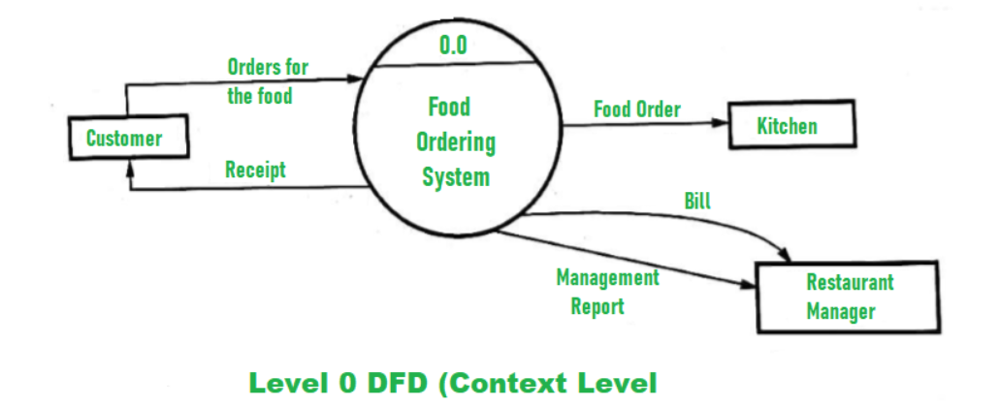 0.0
Orders for
the food
Food
Ordering
System
Food Order
Kitchen
Customer
Receipt
Bill
Management
Report
Restaurant
Manager
Level 0 DFD (Context Level